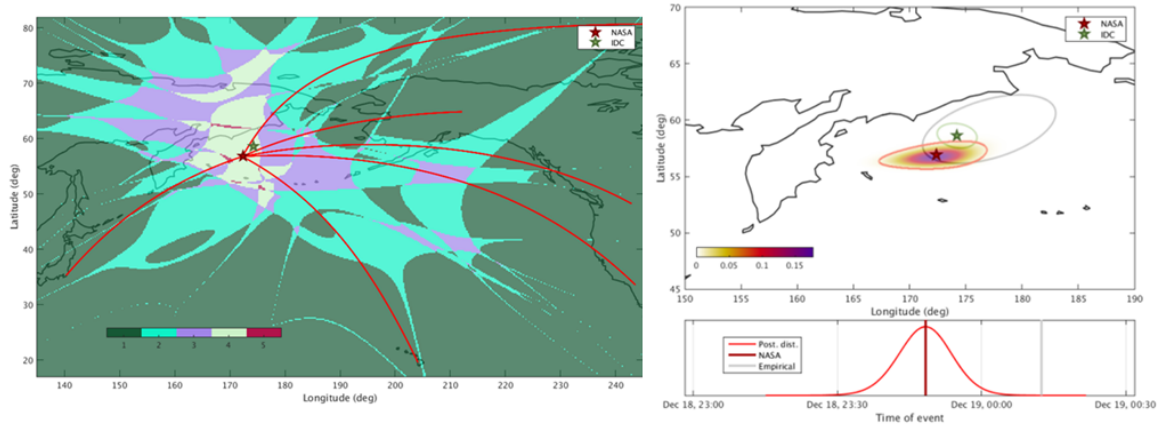 NASA
IDC
80
70
60
50
40
30
20
Latitude (deg)
1 2 3 4 5
140 150 160 170 180 190 200 210 220 230 240
Longitude (deg)
NASA
IDC
70
65
60
55
50
45
Latitude (deg)
0 0.05 0.1 0.15
150 155 160 165 170 175 180 185 190
Longitude (deg)
Post. dist.
NASA
Empirical
Dec 18, 23:00 Dec 18, 23:30 Dec 19, 00:00 Dec 19, 00:30
Time of event